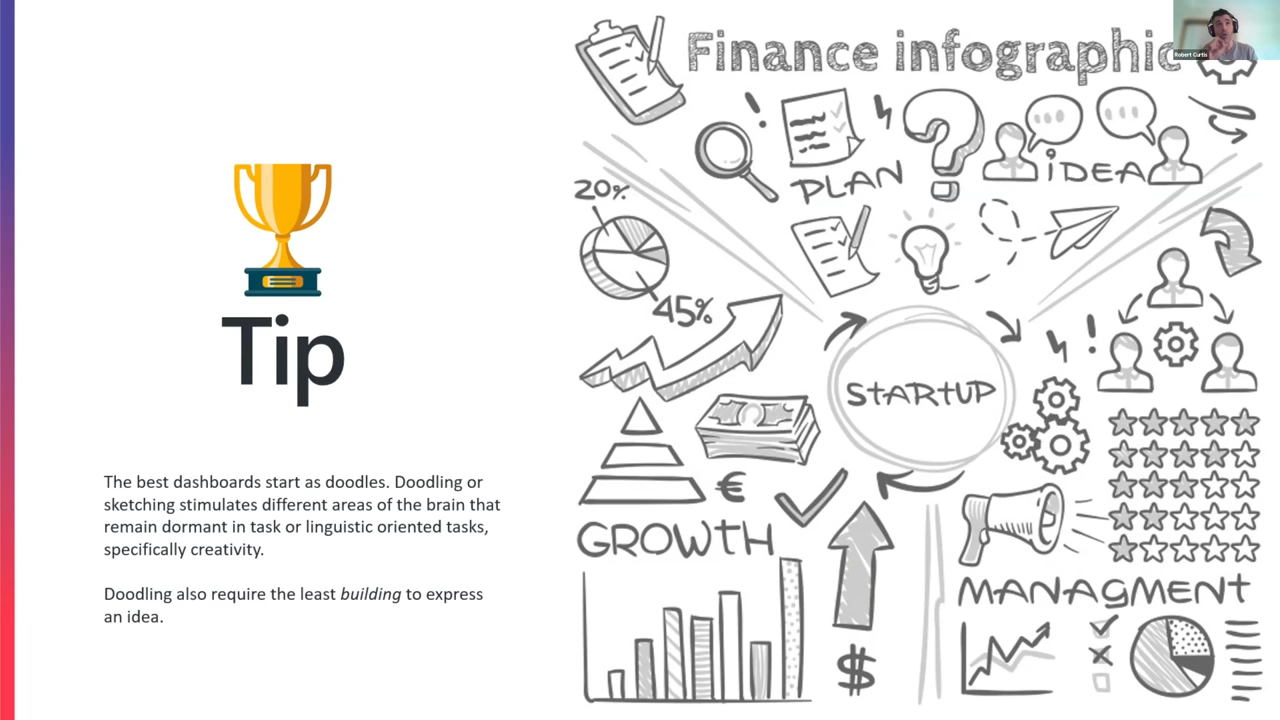 Finance infographic
Robert Curtis
PLAN
iDEA
20%
45%
Tip
STARTUP
The best dashboards start as doodles. Doodling or
sketching stimulates different areas of the brain that
remain dormant in task or linguistic oriented tasks,
specifically creativity.
Doodling also require the least building to express
an idea.
€
GROWTH
MANAGMENT
$